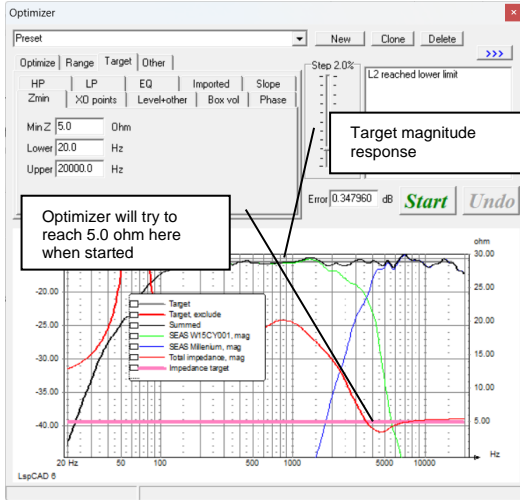 Optimizer
Preset
New
Clone
Delete
>>>
Optimize
Range
Target
Other
Step 2.0%
L2 reached lower limit
HP
LP
EQ
Imported
Slope
Zmin
XO points
Level+other
Box vol
Phase
Min Z 5.0 Ohm
Lower 20.0 Hz
Upper 20000.0 Hz
Target magnitude
response
Error 0.347960 dB
Start
Undo
Optimizer will try to
reach 5.0 ohm here
when started
ohm
30.00
25.00
20.00
15.00
10.00
5.00
-20.00
-25.00
-30.00
-35.00
-40.00
Target
Target, exclude
Summed
SEAS W15CY001, mag
SEAS Millenium, mag
Total impedance, mag
Impedance target
20 Hz
50
100
500
1000
5000
10000
Hz
LspCAD 6